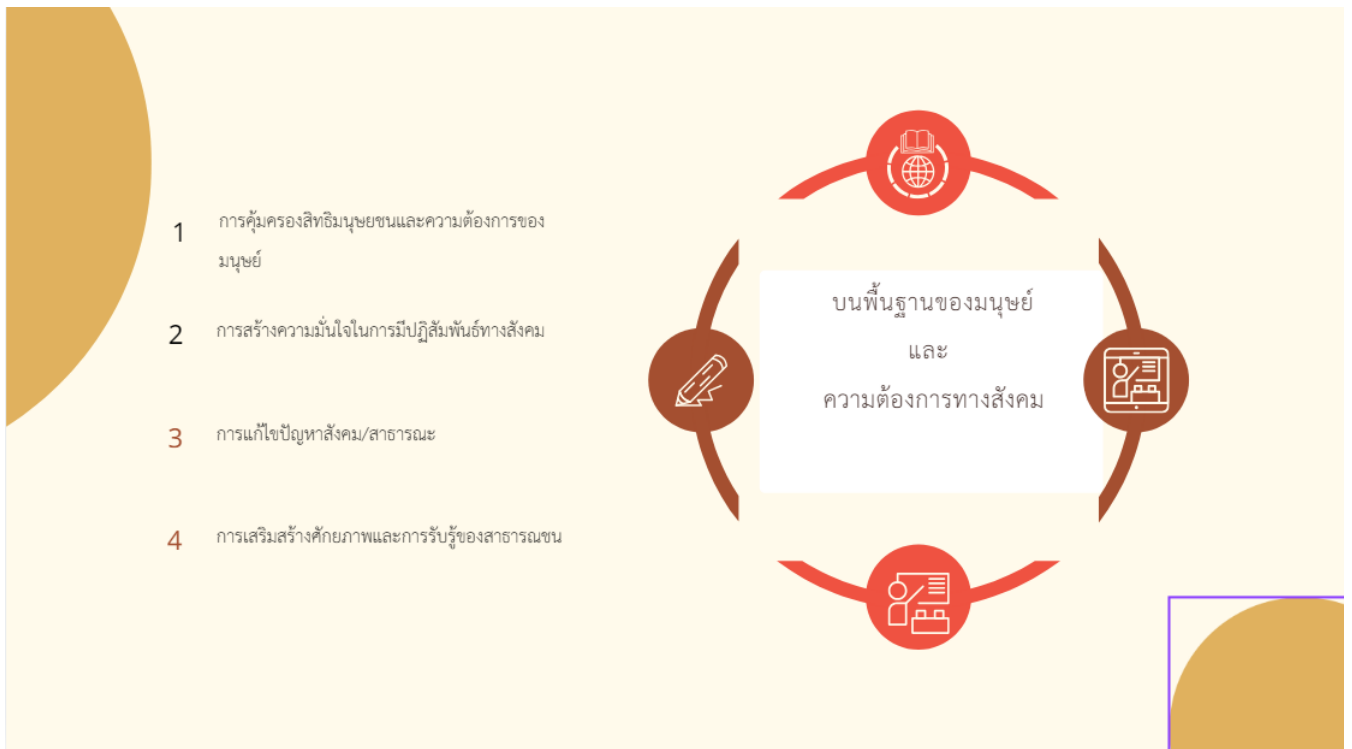 1 การคุ้มครองสิทธิมนุษยชนและความต้องการของ
มนุษย์
2 การสร้างความมั่นใจในการมีปฏิสัมพันธ์ทางสังคม
3 การแก้ไขปัญหาสังคม/สาธารณะ
4 การเสริมสร้างศักยภาพและการรับรู้ของสาธารณชน
บนพื้นฐานของมนุษย์
และ
ความต้องการทางสังคม